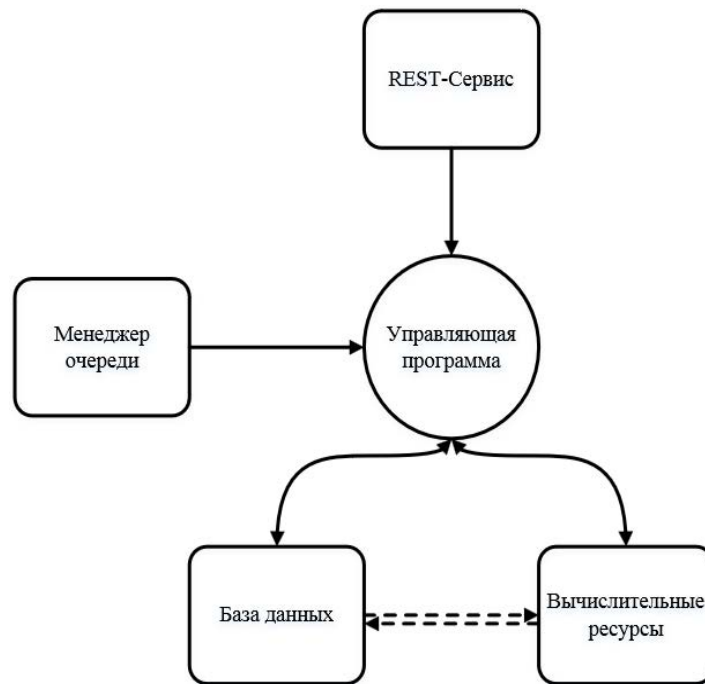 REST-Сервис
Менеджер
очереди
Управляющая
программа
База данных
Вычислительные
ресурсы